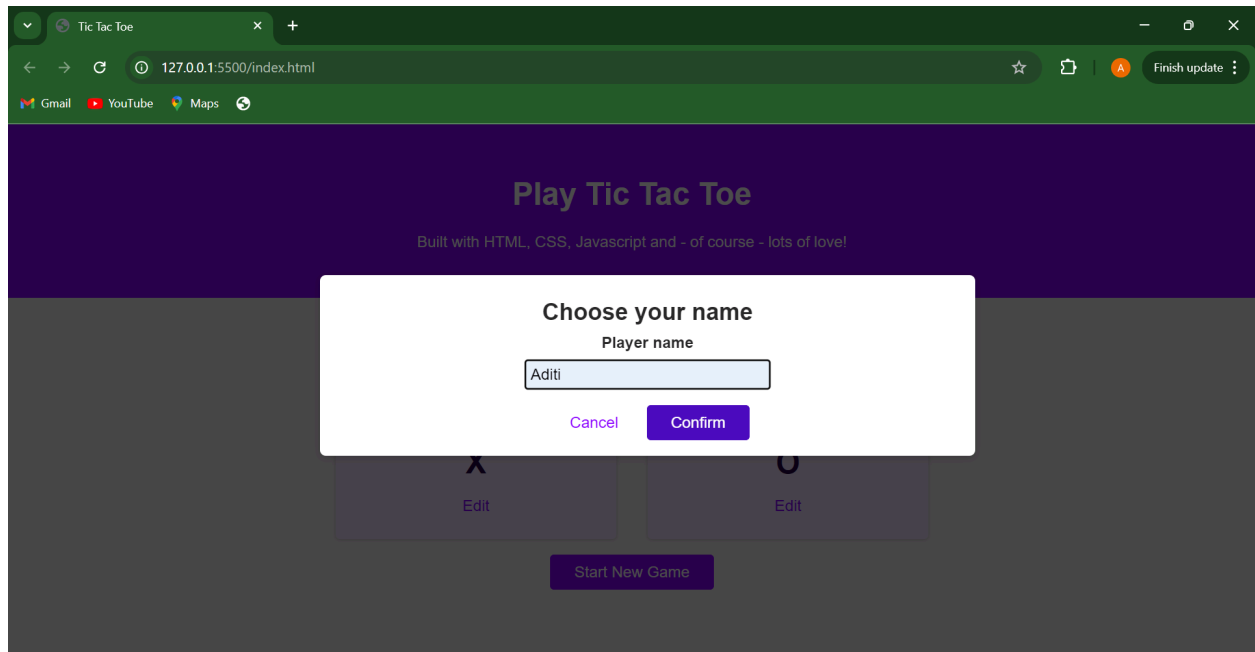 Tic Tac Toe
127.0.0.1:5500/index.html
A
Finish update
Gmail YouTube Maps
Play Tic Tac Toe
Built with HTML, CSS, Javascript and - of course - lots of love!
Choose your name
Player name
Aditi
Cancel Confirm
X O
Edit Edit
Start New Game